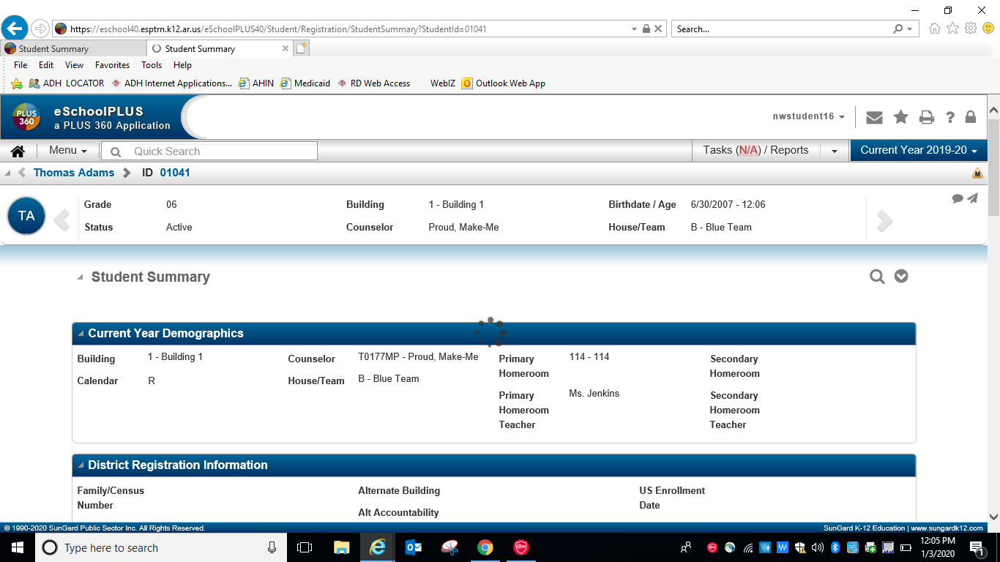 https://eschool40.esptrn.k12.ar.us/eSchoolPLUS40/Student/Registration/StudentSummary?StudentId=01041
Search...
Student Summary
Student Summary
File Edit View Favorites Tools Help
ADH LOCATOR ADH Internet Applications... AHIN Medicaid RD Web Access WebIZ Outlook Web App
PLUS 360
eSchoolPLUS
a PLUS 360 Application
nwstudent16
Menu Quick Search Tasks (N/A) / Reports Current Year 2019-20
Thomas Adams ID 01041
M
TA
Grade 06 Building 1 - Building 1 Birthdate / Age 6/30/2007 - 12:06
Status Active Counselor Proud, Make-Me House/Team B - Blue Team
Student Summary
Current Year Demographics
Building 1 - Building 1 Counselor T0177MP - Proud, Make-Me Primary Homeroom 114 - 114 Secondary Homeroom
Calendar R House/Team B - Blue Team
Primary Homeroom Teacher Ms. Jenkins Secondary Homeroom Teacher
District Registration Information
Family/Census Number Alternate Building US Enrollment Date
Alt Accountability
© 1990-2020 SunGard Public Sector Inc. All Rights Reserved. SunGard K-12 Education | www.sungardk12.com
Type here to search
12:05 PM
1/3/2020
1